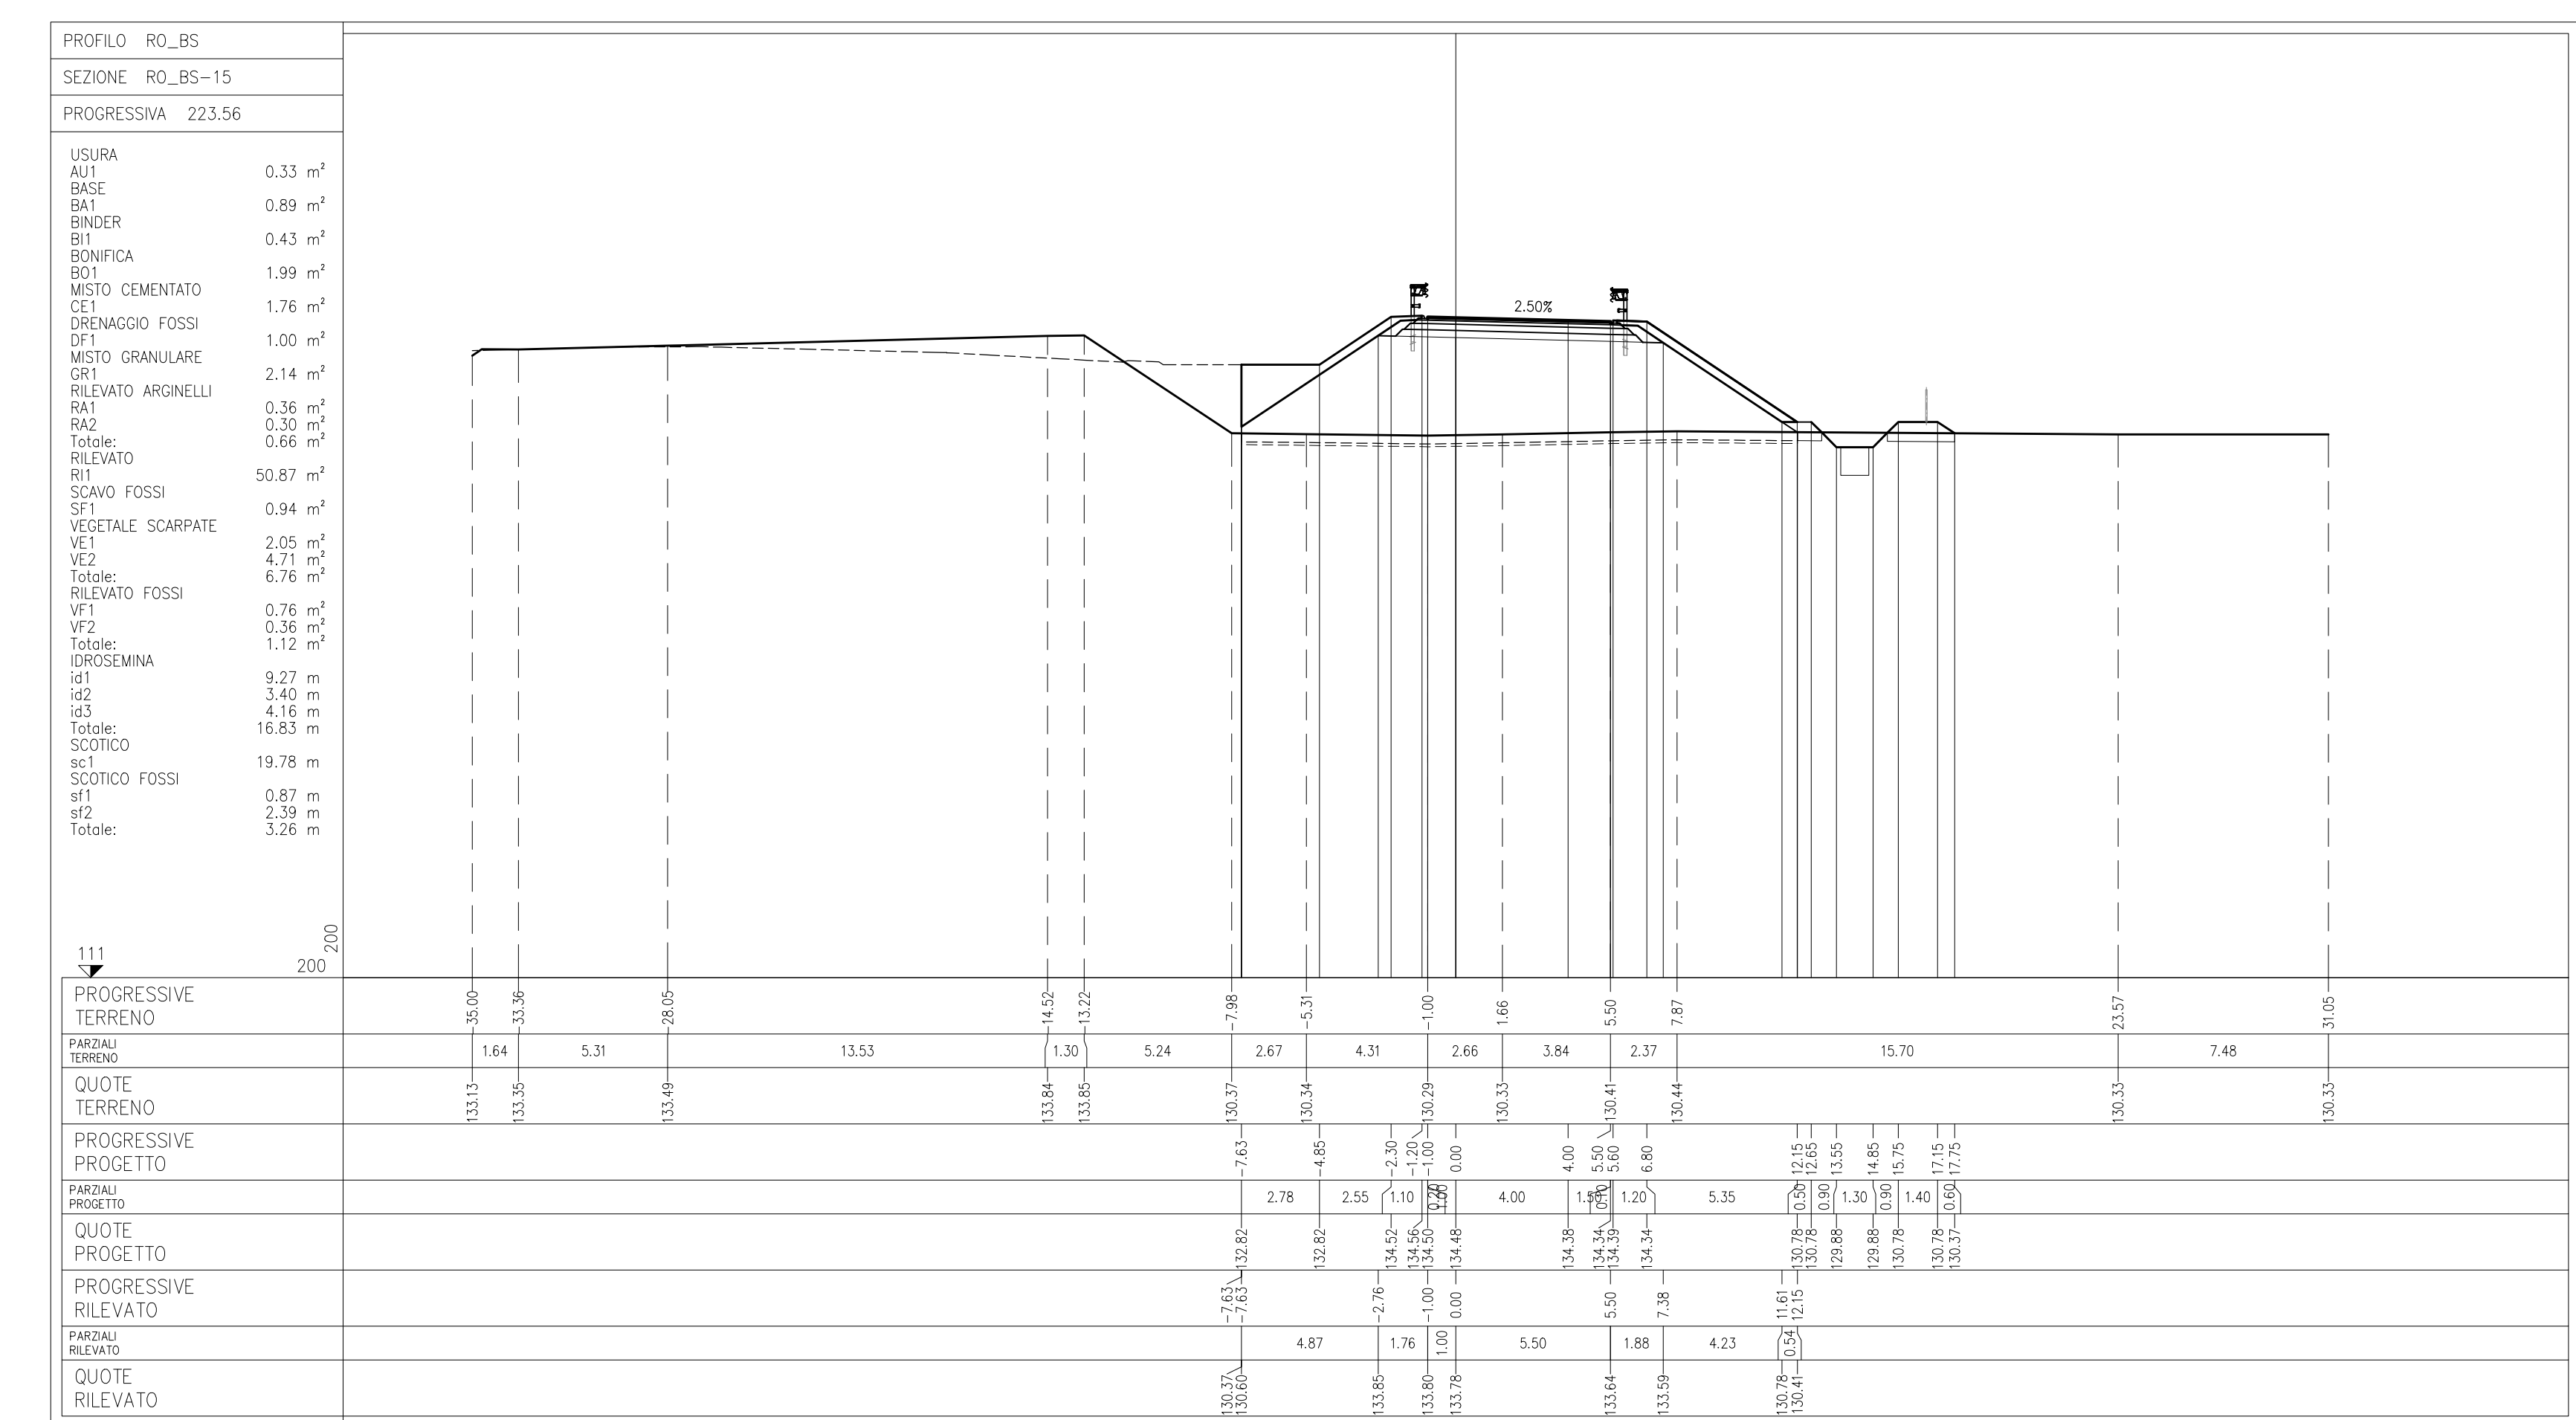 PROFILO RO_BS
SEZIONE RO_BS-15
PROGRESSIVA 223.56
USURA
AU1 0.33 m²
BASE
BA1 0.89 m²
BINDER
BI1 0.43 m²
BONIFICA
BO1 1.99 m²
MISTO CEMENTATO
CE1 1.76 m²
DRENAGGIO FOSSI
DF1 1.00 m²
MISTO GRANULARE
GR1 2.14 m²
RILEVATO ARGINELLI
RA1 0.36 m²
RA2 0.30 m²
Totale: 0.66 m²
RILEVATO
RI1 50.87 m²
SCAVO FOSSI
SF1 0.94 m²
VEGETALE SCARPATE
VE1 2.05 m²
VE2 4.71 m²
Totale: 6.76 m²
RILEVATO FOSSI
VF1 0.76 m²
VF2 0.36 m²
Totale: 1.12 m²
IDROSEMINA
id1 9.27 m
id2 3.40 m
id3 4.16 m
Totale: 16.83 m
SCOTICO
sc1 19.78 m
SCOTICO FOSSI
sf1 0.87 m
sf2 2.39 m
Totale: 3.26 m
2.50%
111
200
200
PROGRESSIVE TERRENO -35.00 -33.36 -28.05 -14.52 -13.22 -7.98 -5.31 -1.00 1.66 5.50 7.87 23.57 31.05
PARZIALI TERRENO 1.64 5.31 13.53 1.30 5.24 2.67 4.31 2.66 3.84 2.37 15.70 7.48
QUOTE TERRENO 133.13 133.35 133.49 133.84 133.85 130.37 130.34 130.29 130.33 130.41 130.44 130.33 130.33
PROGRESSIVE PROGETTO -7.63 -4.85 -2.30 -1.20 -1.00 0.00 4.00 5.50 5.60 6.80 12.15 12.65 13.55 14.85 15.75 17.15 17.75
PARZIALI PROGETTO 2.78 2.55 1.10 0.20 1.00 4.00 1.50 0.10 1.20 5.35 0.50 0.90 1.30 0.90 1.40 0.60
QUOTE PROGETTO 132.82 132.82 134.52 134.56 134.50 134.48 134.38 134.34 134.39 134.34 130.78 130.78 129.88 129.88 130.78 130.78 130.37
PROGRESSIVE RILEVATO -7.63 -7.63 -2.76 -1.00 0.00 5.50 7.38 11.61 12.15
PARZIALI RILEVATO 4.87 1.76 1.00 5.50 1.88 4.23 0.54
QUOTE RILEVATO 130.37 130.60 133.85 133.80 133.78 133.64 133.59 130.78 130.41